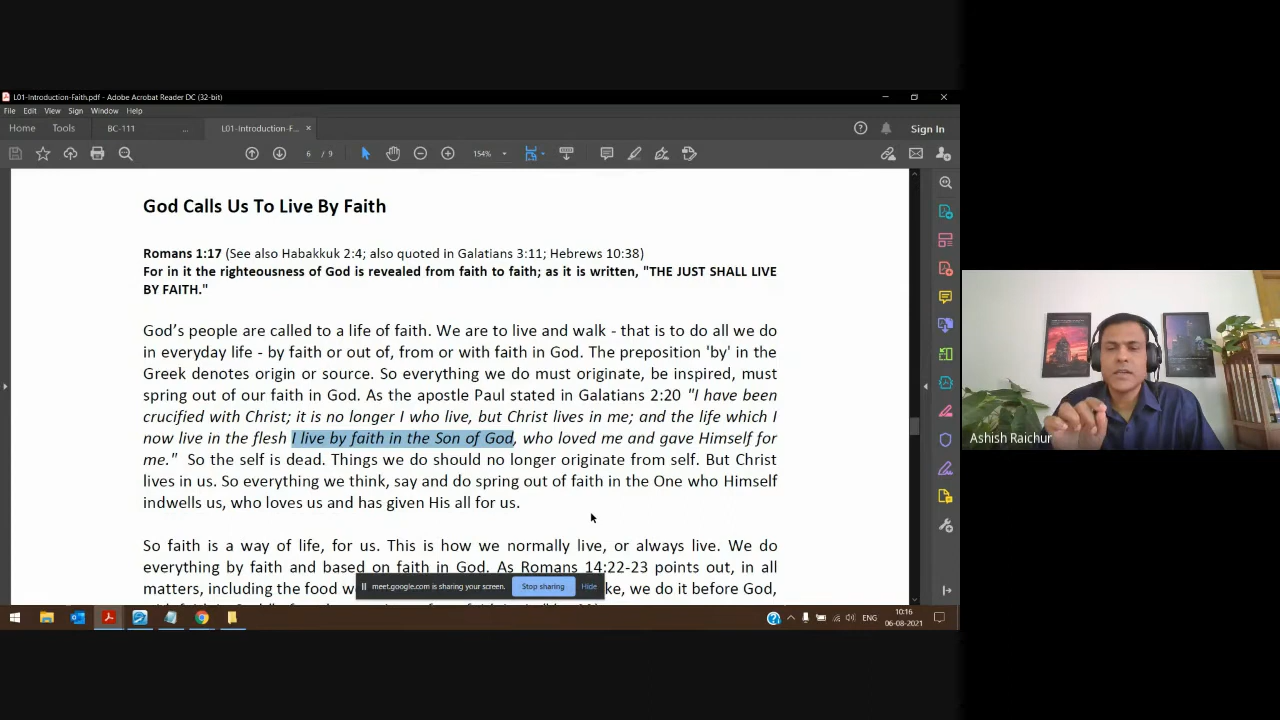 L01-Introduction-Faith.pdf - Adobe Acrobat Reader DC (32-bit)
File Edit View Sign Window Help
Home Tools BC-111 ... L01-Introduction-F... × Sign In
6 / 9 154%
God Calls Us To Live By Faith
Romans 1:17 (See also Habakkuk 2:4; also quoted in Galatians 3:11; Hebrews 10:38)
For in it the righteousness of God is revealed from faith to faith; as it is written, "THE JUST SHALL LIVE
BY FAITH."
God's people are called to a life of faith. We are to live and walk - that is to do all we do
in everyday life - by faith or out of, from or with faith in God. The preposition 'by' in the
Greek denotes origin or source. So everything we do must originate, be inspired, must
spring out of our faith in God. As the apostle Paul stated in Galatians 2:20 "I have been
crucified with Christ; it is no longer I who live, but Christ lives in me; and the life which I
now live in the flesh I live by faith in the Son of God, who loved me and gave Himself for
me." So the self is dead. Things we do should no longer originate from self. But Christ
lives in us. So everything we think, say and do spring out of faith in the One who Himself
indwells us, who loves us and has given His all for us.
So faith is a way of life, for us. This is how we normally live, or always live. We do
everything by faith and based on faith in God. As Romans 14:22-23 points out, in all
matters, including the food w
ke, we do it before God,
meet.google.com is sharing your screen. Stop sharing Hide
Ashish Raichur
ENG
10:16
06-08-2021